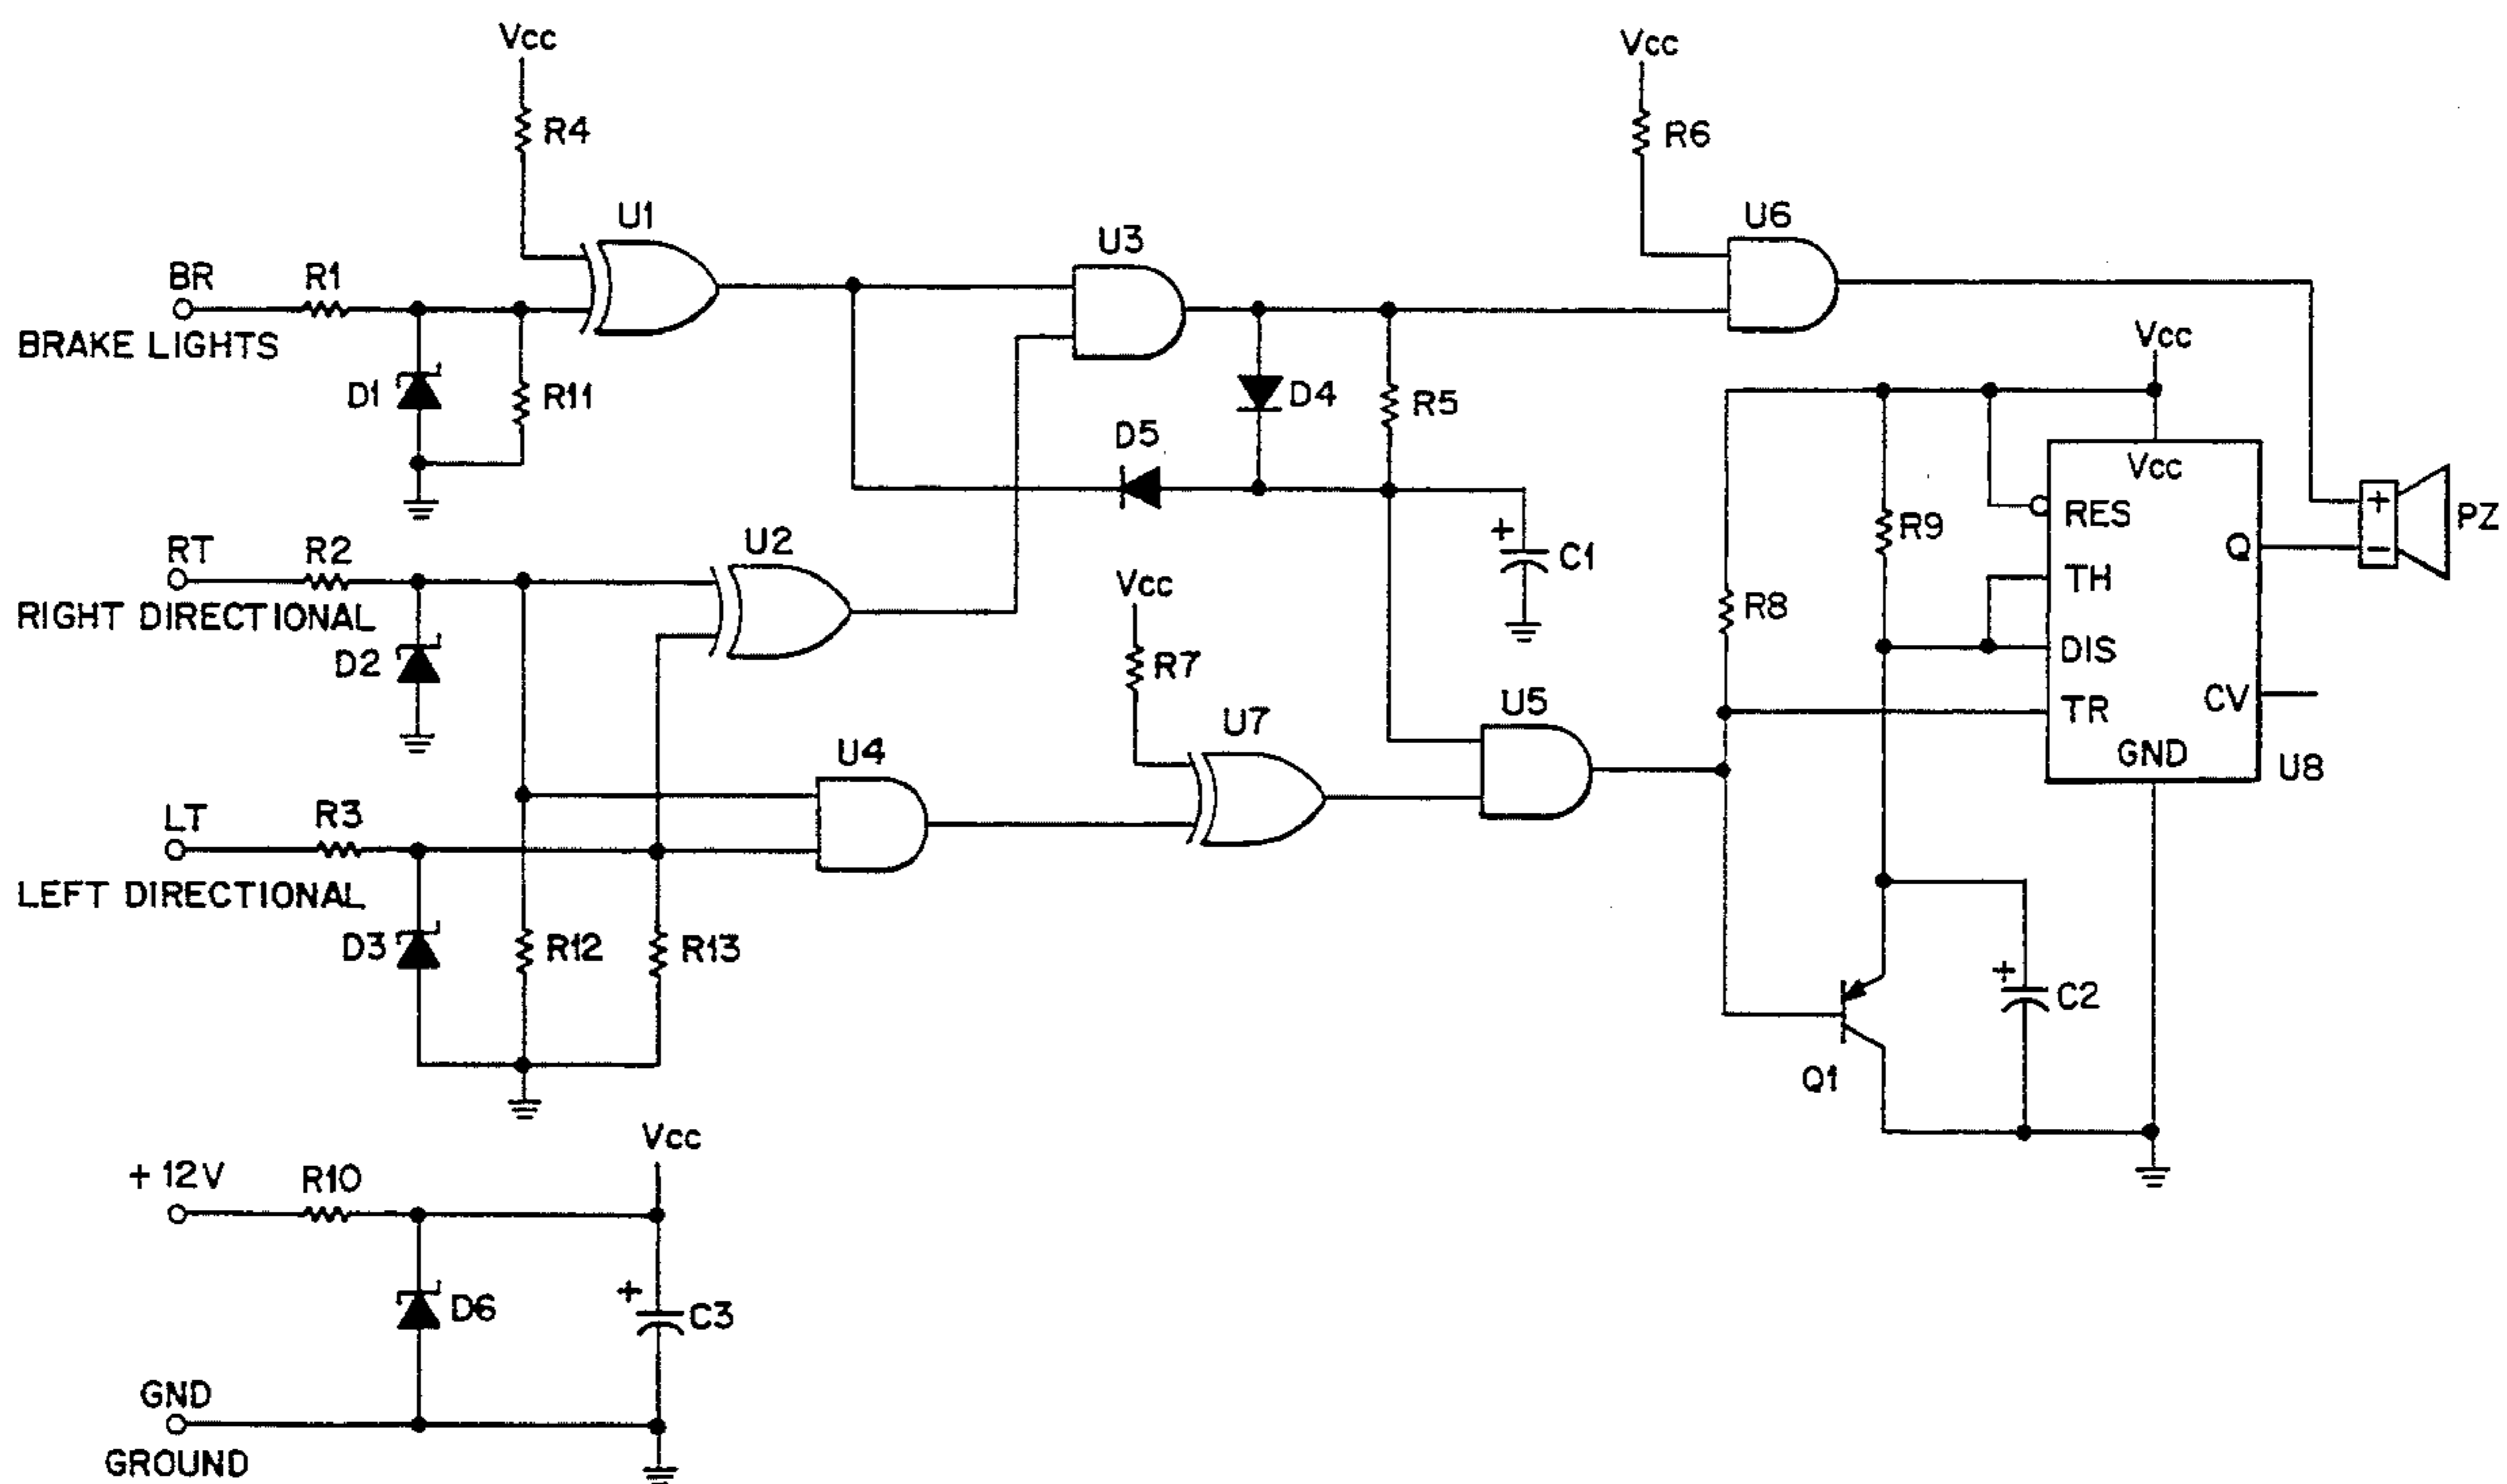 Vcc
R4
U1
BR
R1
BRAKE LIGHTS
D1
R11
U3
D4
R5
D5
+
C1
Vcc
R6
U6
Vcc
Vcc
RES
TH
DIS
TR
GND
Q
CV
U8
+
-
PZ
R9
R8
RT
R2
RIGHT DIRECTIONAL
D2
U2
Vcc
R7
U7
U5
U4
LT
R3
LEFT DIRECTIONAL
D3
R12
R13
Q1
+
C2
+12V
R10
Vcc
D6
+
C3
GND
GROUND